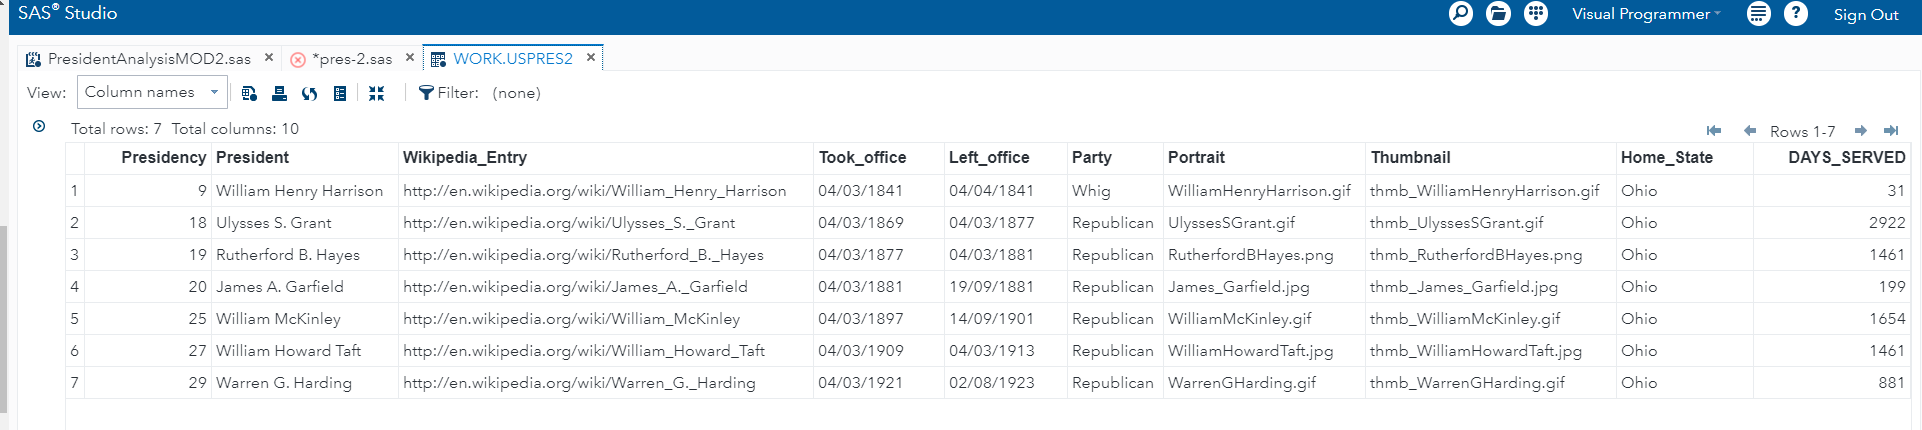 SAS® Studio Visual Programmer ? Sign Out
PresidentAnalysisMOD2.sas × *pres-2.sas × WORK.USPRES2 ×
View: Column names Filter: (none)
Total rows: 7 Total columns: 10 Rows 1-7
Presidency President Wikipedia_Entry Took_office Left_office Party Portrait Thumbnail Home_State DAYS_SERVED
1 9 William Henry Harrison http://en.wikipedia.org/wiki/William_Henry_Harrison 04/03/1841 04/04/1841 Whig WilliamHenryHarrison.gif thmb_WilliamHenryHarrison.gif Ohio 31
2 18 Ulysses S. Grant http://en.wikipedia.org/wiki/Ulysses_S._Grant 04/03/1869 04/03/1877 Republican UlyssesSGrant.gif thmb_UlyssesSGrant.gif Ohio 2922
3 19 Rutherford B. Hayes http://en.wikipedia.org/wiki/Rutherford_B._Hayes 04/03/1877 04/03/1881 Republican RutherfordBHayes.png thmb_RutherfordBHayes.png Ohio 1461
4 20 James A. Garfield http://en.wikipedia.org/wiki/James_A._Garfield 04/03/1881 19/09/1881 Republican James_Garfield.jpg thmb_James_Garfield.jpg Ohio 199
5 25 William McKinley http://en.wikipedia.org/wiki/William_McKinley 04/03/1897 14/09/1901 Republican WilliamMcKinley.gif thmb_WilliamMcKinley.gif Ohio 1654
6 27 William Howard Taft http://en.wikipedia.org/wiki/William_Howard_Taft 04/03/1909 04/03/1913 Republican WilliamHowardTaft.jpg thmb_WilliamHowardTaft.jpg Ohio 1461
7 29 Warren G. Harding http://en.wikipedia.org/wiki/Warren_G._Harding 04/03/1921 02/08/1923 Republican WarrenGHarding.gif thmb_WarrenGHarding.gif Ohio 881